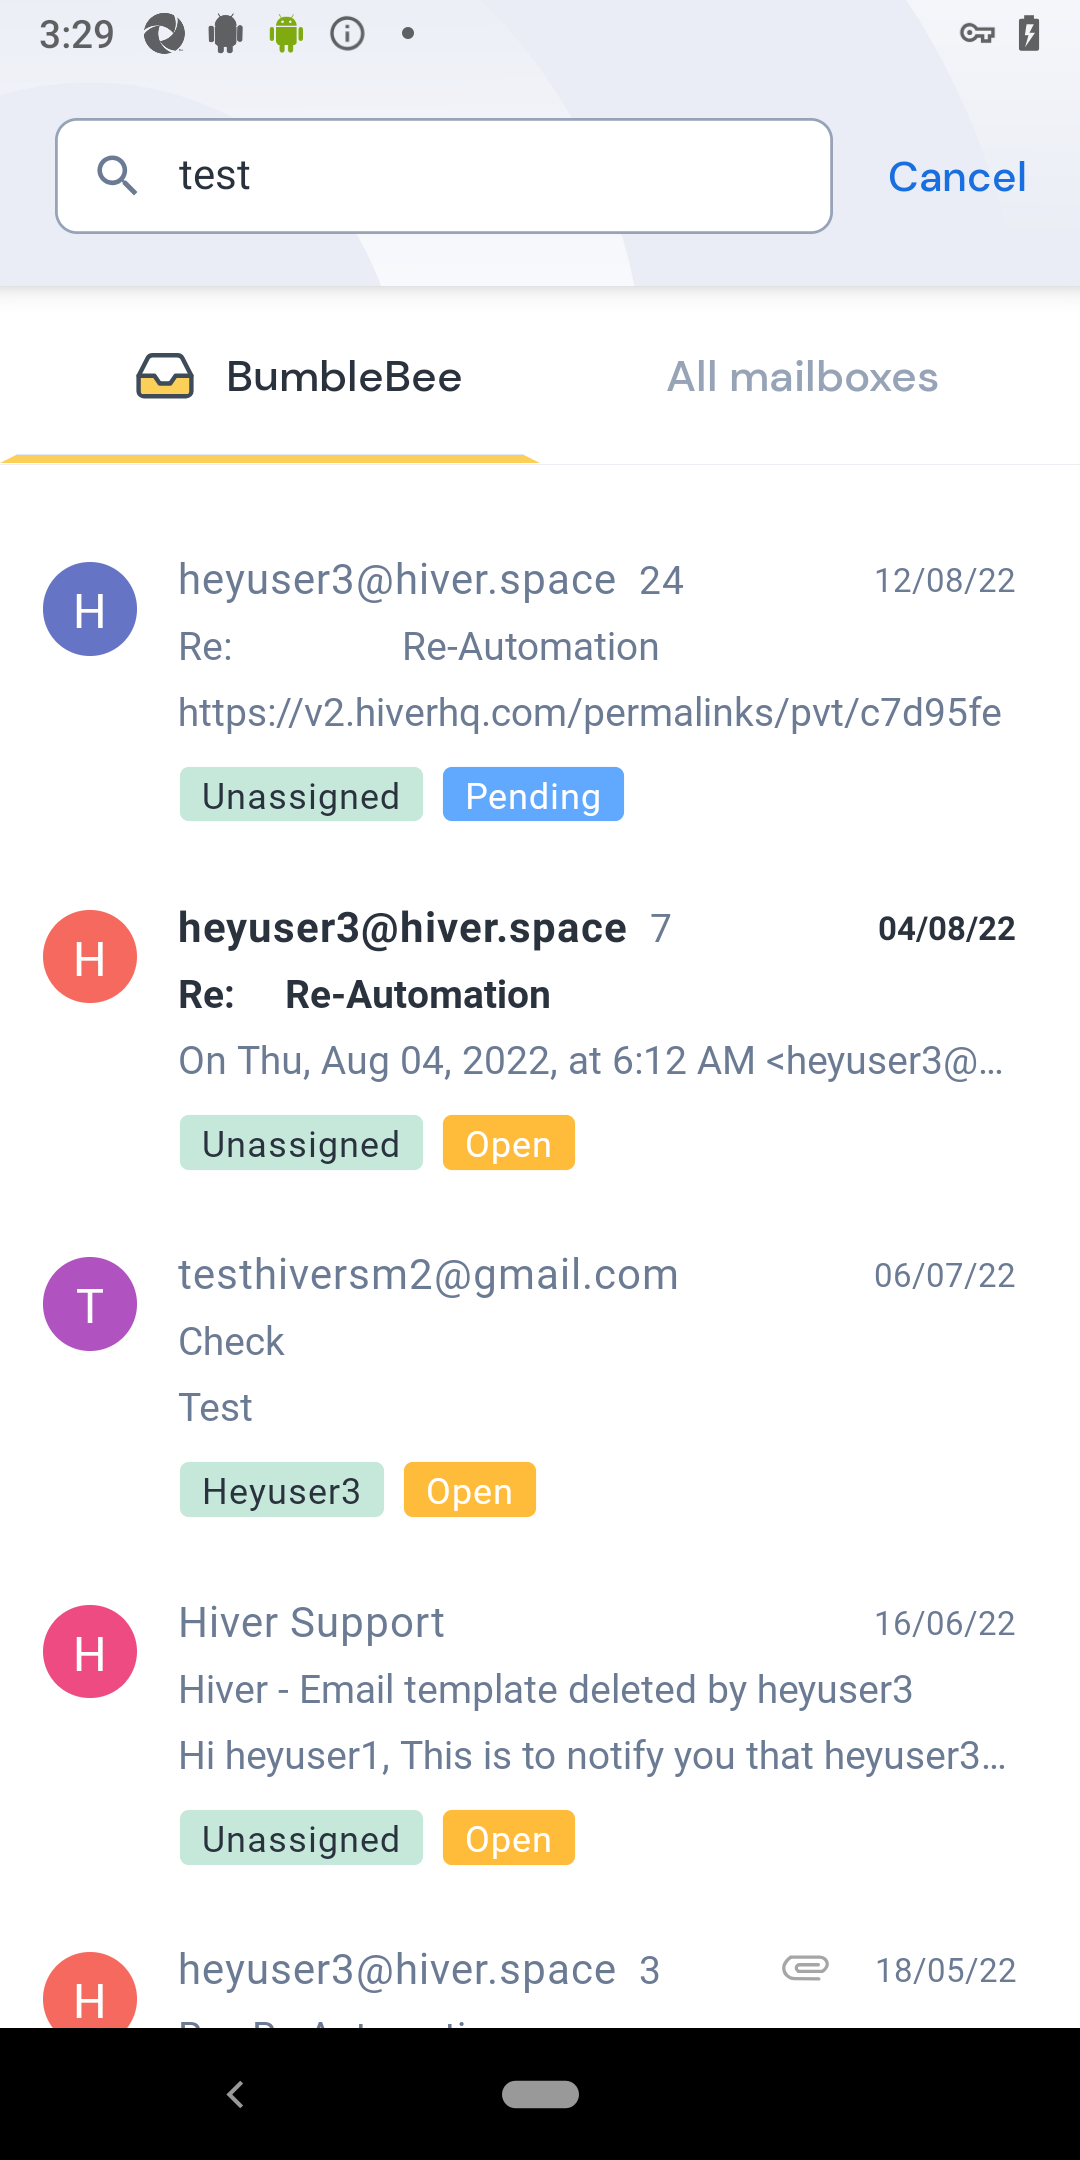 3:29
test
Cancel
BumbleBee
All mailboxes
H
heyuser3@hiver.space 24
12/08/22
Re: Re-Automation
https://v2.hiverhq.com/permalinks/pvt/c7d95fe
Unassigned
Pending
H
heyuser3@hiver.space 7
04/08/22
Re: Re-Automation
On Thu, Aug 04, 2022, at 6:12 AM <heyuser3@...
Unassigned
Open
T
testhiversm2@gmail.com
06/07/22
Check
Test
Heyuser3
Open
H
Hiver Support
16/06/22
Hiver - Email template deleted by heyuser3
Hi heyuser1, This is to notify you that heyuser3...
Unassigned
Open
H
heyuser3@hiver.space 3
18/05/22